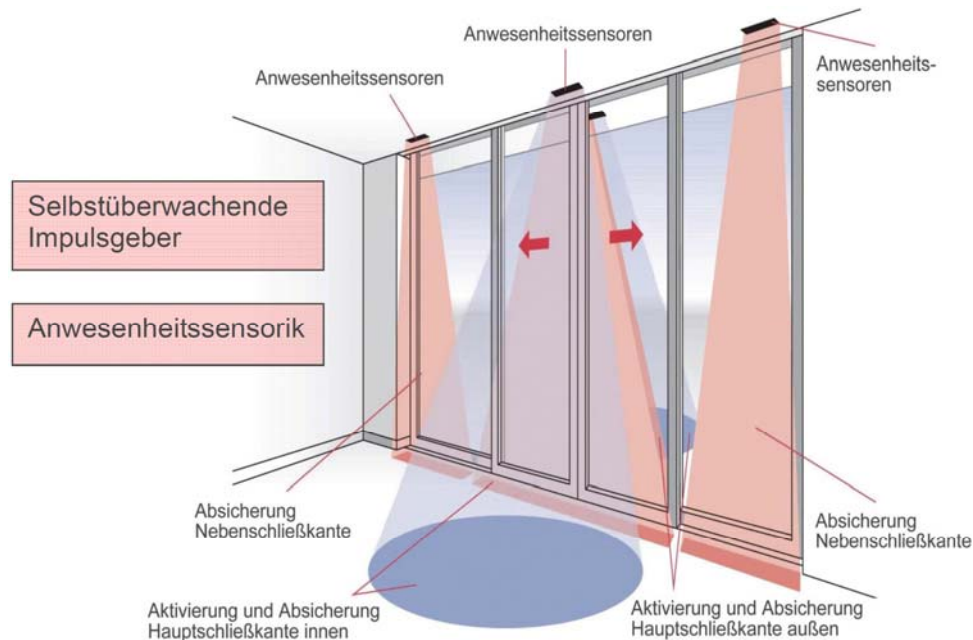 Anwesenheitssensoren
Anwesenheitssensoren
Anwesenheits-
sensoren
Selbstüberwachende
Impulsgeber
Anwesenheitssensorik
Absicherung
Nebenschließkante
Absicherung
Nebenschließkante
Aktivierung und Absicherung
Hauptschließkante innen
Aktivierung und Absicherung
Hauptschließkante außen